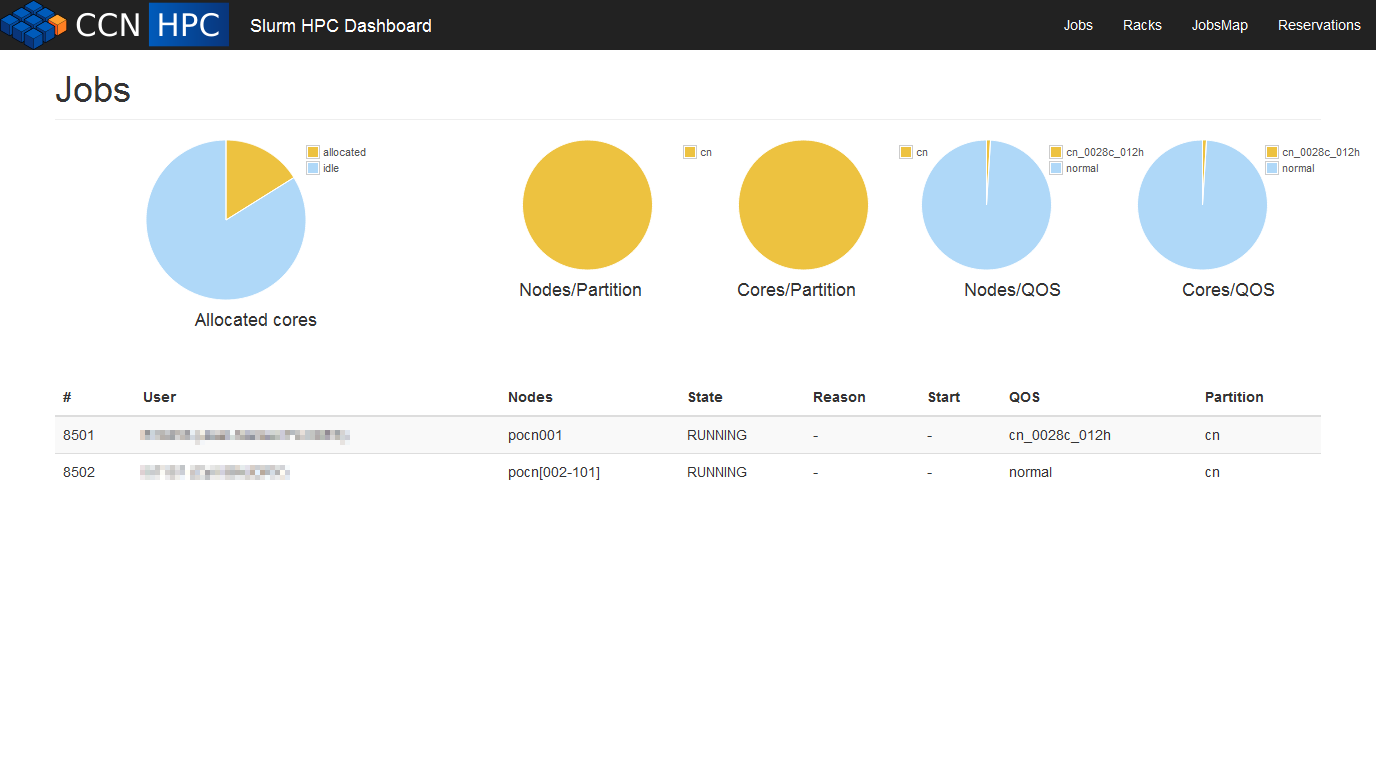 CCN HPC Slurm HPC Dashboard Jobs Racks JobsMap Reservations
Jobs
allocated
idle
Allocated cores
cn
Nodes/Partition
cn
Cores/Partition
cn_0028c_012h
normal
Nodes/QOS
cn_0028c_012h
normal
Cores/QOS
# User Nodes State Reason Start QOS Partition
8501 pocn001 RUNNING - - cn_0028c_012h cn
8502 pocn[002-101] RUNNING - - normal cn